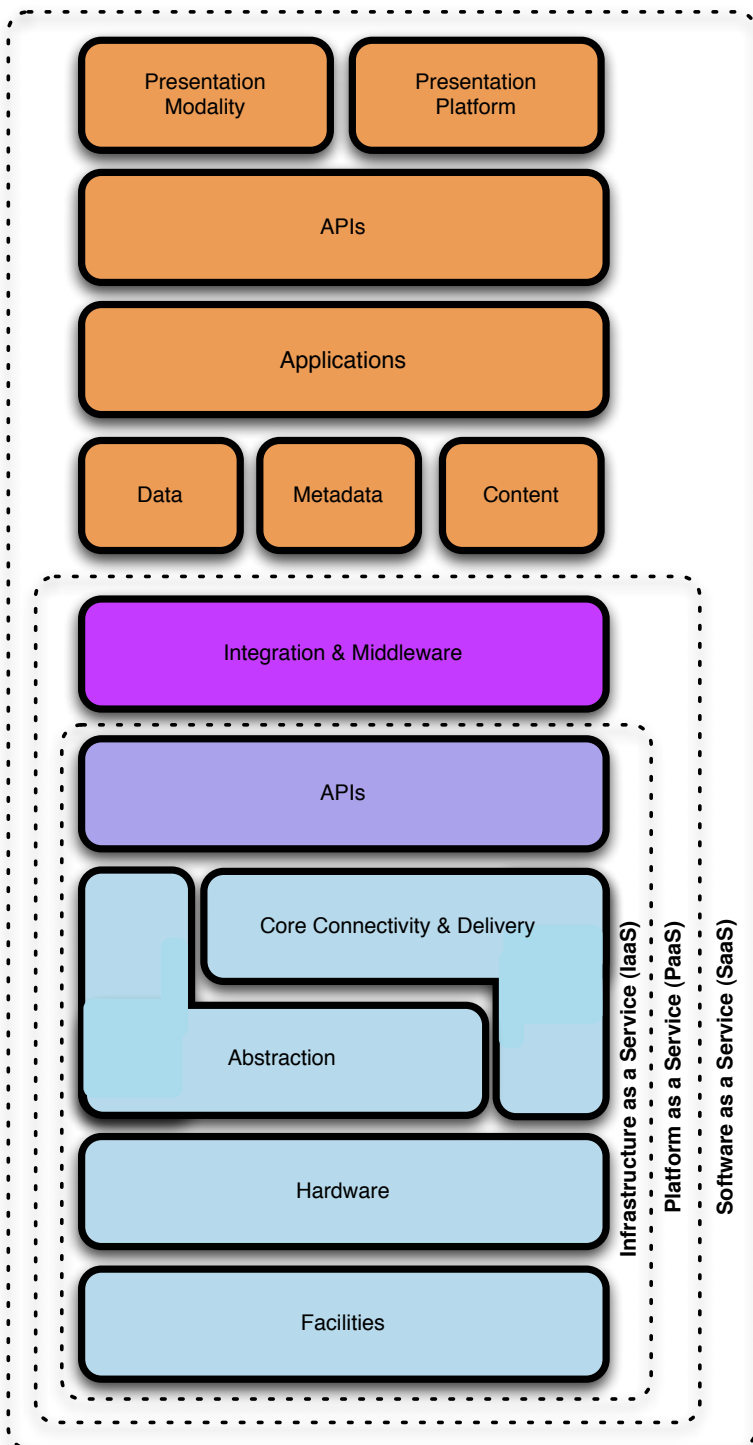 Presentation
Modality
Presentation
Platform
APIs
Applications
Data
Metadata
Content
Integration & Middleware
APIs
Core Connectivity & Delivery
Abstraction
Hardware
Facilities
Infrastructure as a Service (IaaS)
Platform as a Service (PaaS)
Software as a Service (SaaS)